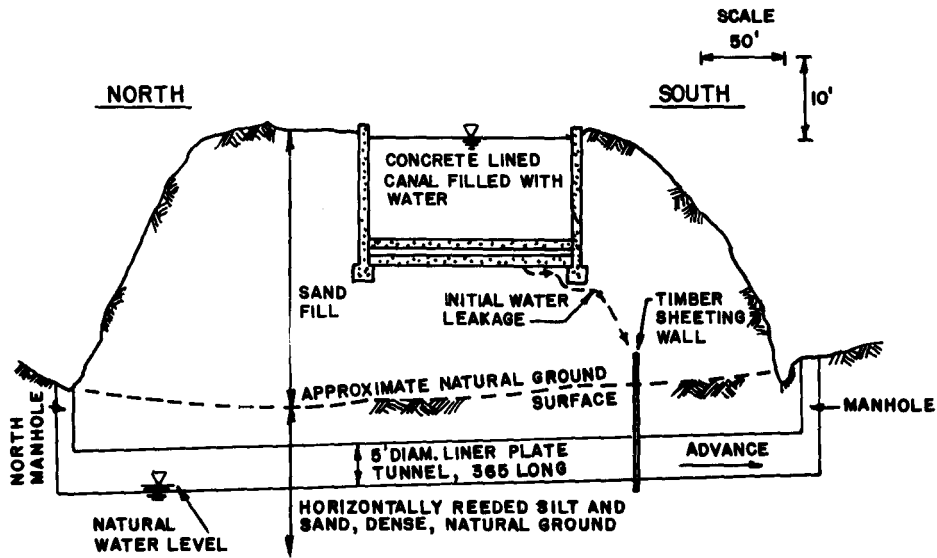 SCALE
50'
10'
NORTH
SOUTH
CONCRETE LINED
CANAL FILLED WITH
WATER
SAND
FILL
INITIAL WATER
LEAKAGE
TIMBER
SHEETING
WALL
APPROXIMATE NATURAL GROUND
SURFACE
NORTH
MANHOLE
MANHOLE
5' DIAM. LINER PLATE
TUNNEL, 365 LONG
ADVANCE
HORIZONTALLY REEDED SILT AND
SAND, DENSE, NATURAL GROUND
NATURAL
WATER LEVEL